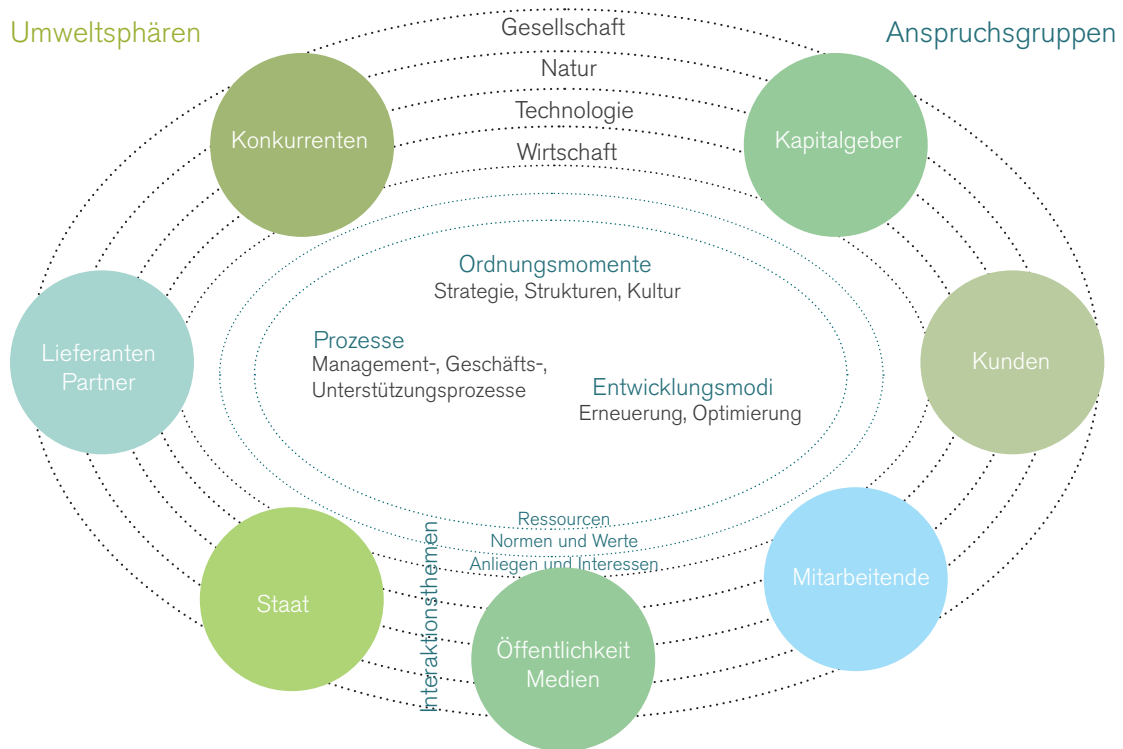 Umweltsphären
Anspruchsgruppen
Gesellschaft
Natur
Technologie
Wirtschaft
Konkurrenten
Kapitalgeber
Ordnungsmomente
Strategie, Strukturen, Kultur
Prozesse
Management-, Geschäfts-,
Unterstützungsprozesse
Entwicklungsmodi
Erneuerung, Optimierung
Lieferanten
Partner
Kunden
Ressourcen
Normen und Werte
Anliegen und Interessen
Interaktionsthemen
Staat
Öffentlichkeit
Medien
Mitarbeitende